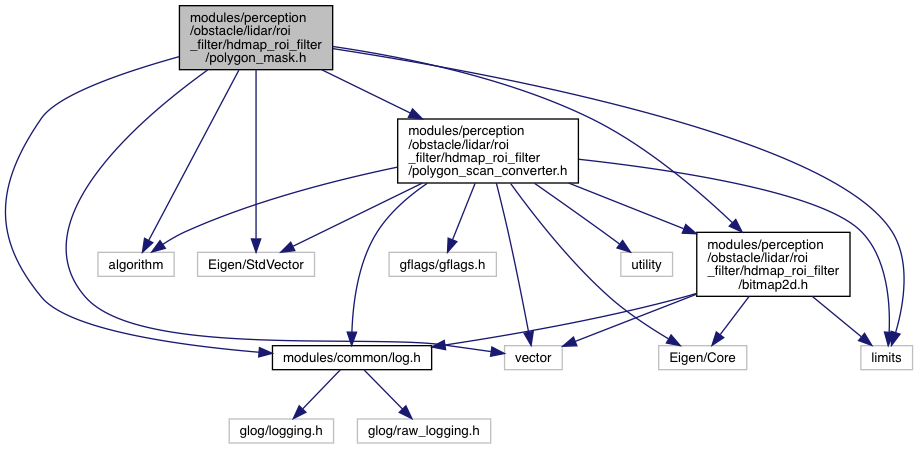 modules/perception
/obstacle/lidar/roi
_filter/hdmap_roi_filter
/polygon_mask.h
modules/perception
/obstacle/lidar/roi
_filter/hdmap_roi_filter
/polygon_scan_converter.h
algorithm
Eigen/StdVector
gflags/gflags.h
utility
modules/perception
/obstacle/lidar/roi
_filter/hdmap_roi_filter
/bitmap2d.h
modules/common/log.h
vector
Eigen/Core
limits
glog/logging.h
glog/raw_logging.h